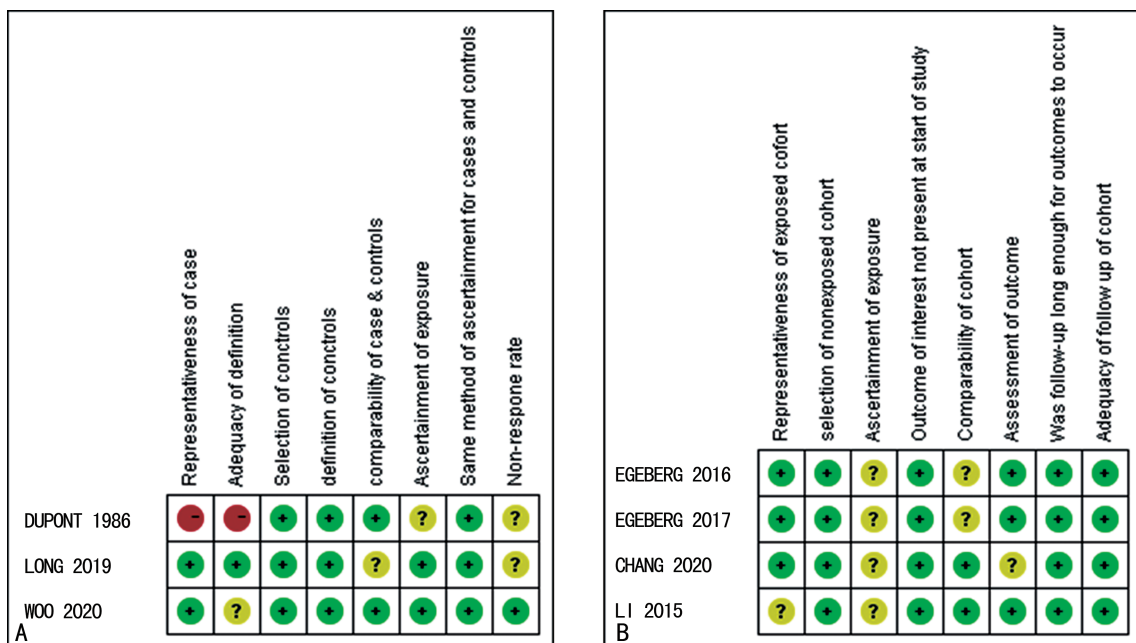 Representativeness of case
Adequacy of definition
Selection of conctrols
definition of conctrols
comparability of case & controls
Ascertainment of exposure
Same method of ascertainment for cases and controls
Non-respone rate
DUPONT 1986
- - + + + ? + ?
LONG 2019
+ + + + ? + + ?
WOO 2020
+ ? + + + + + +
A
Representativeness of exposed cofort
selection of nonexposed cohort
Ascertainment of exposure
Outcome of interest not present at start of study
Comparability of cohort
Assessment of outcome
Was follow-up long enough for outcomes to occur
Adequacy of follow up of cohort
EGEBERG 2016
+ + ? + ? + + +
EGEBERG 2017
+ + ? + ? + + +
CHANG 2020
+ + ? + + ? + +
LI 2015
? + ? + + + + +
B